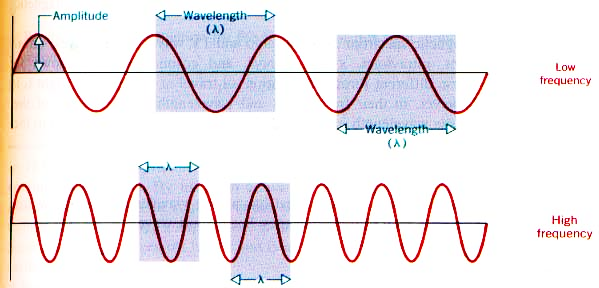 Amplitude
Wavelength
(λ)
Low
frequency
Wavelength
(λ)
λ
High
frequency
λ